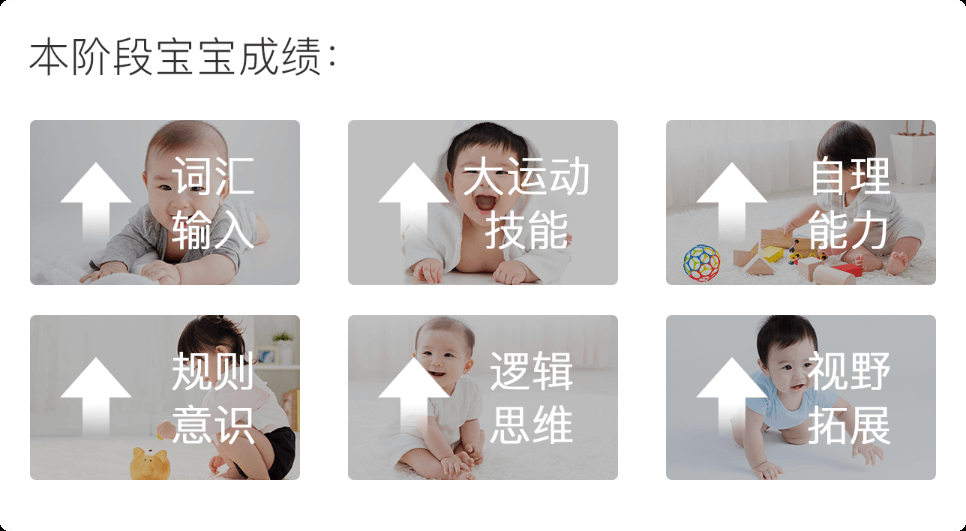 本阶段宝宝成绩：
词汇
输入
大运动
技能
自理
能力
规则
意识
逻辑
思维
视野
拓展